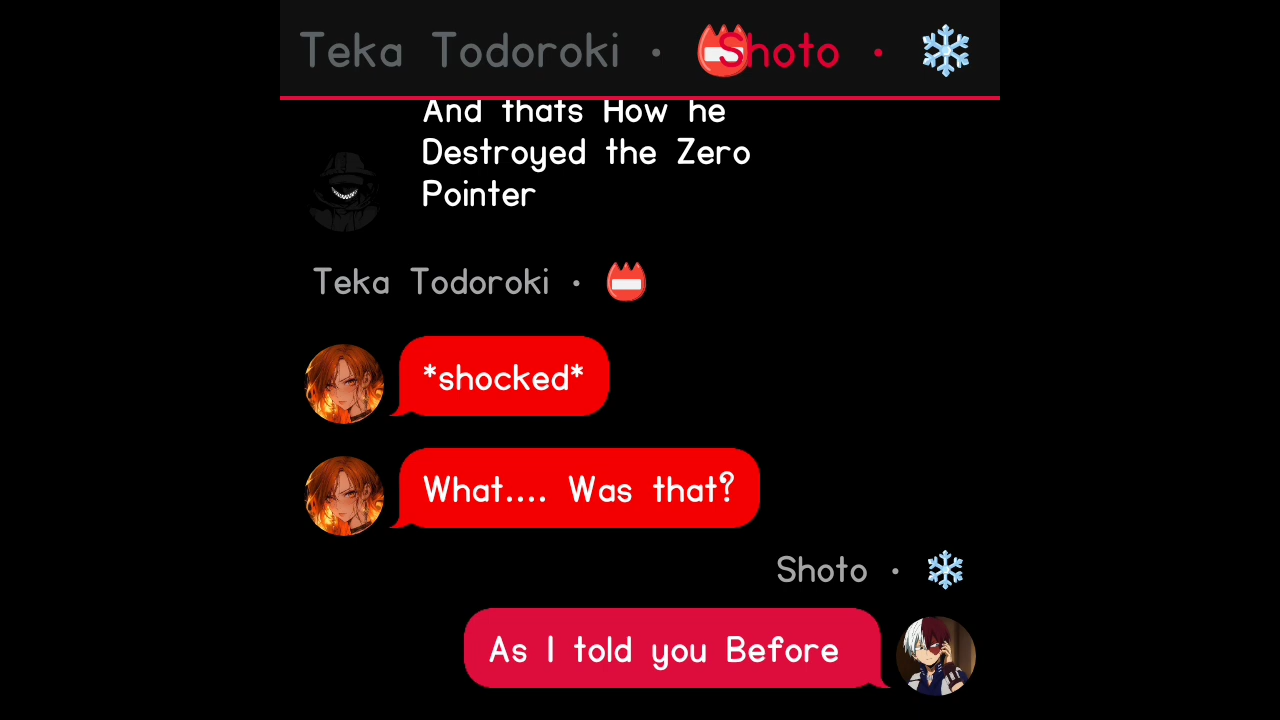 Teka Todoroki · 📛Shoto · ❄️
And thats How he
Destroyed the Zero
Pointer
Teka Todoroki · 📛
*shocked*
What.... Was that?
Shoto · ❄️
As I told you Before